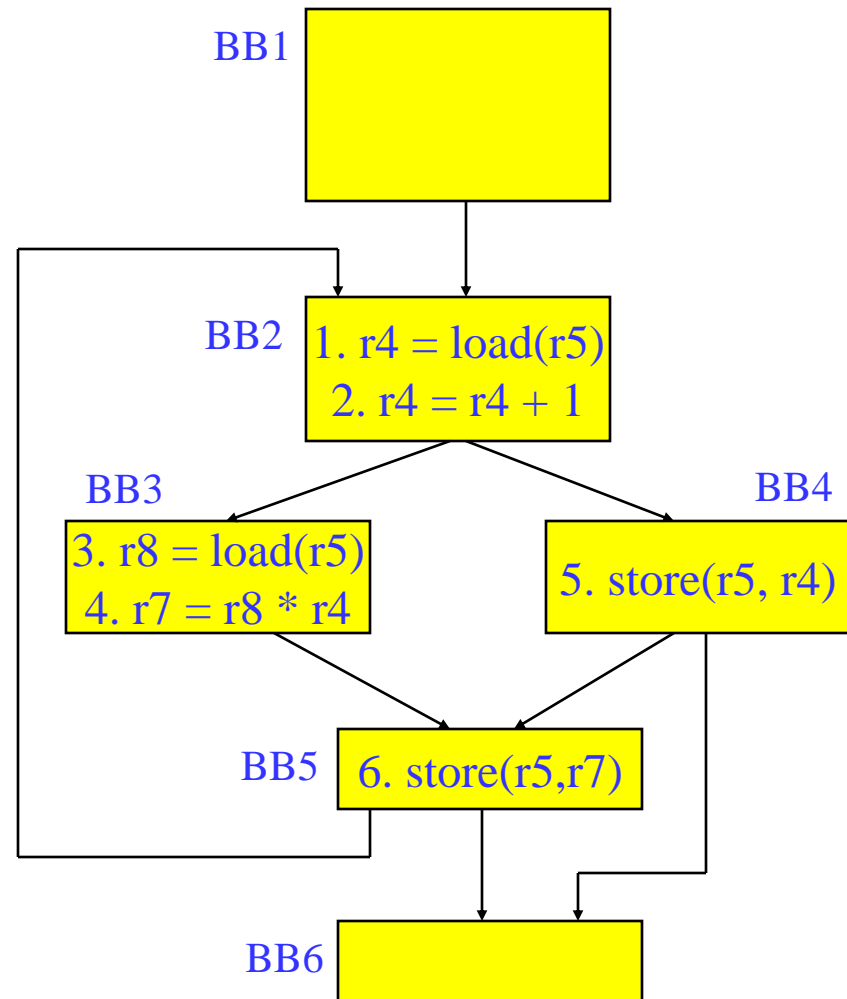 BB1
BB2
1. r4 = load(r5)
2. r4 = r4 + 1
BB3
3. r8 = load(r5)
4. r7 = r8 * r4
BB4
5. store(r5, r4)
BB5
6. store(r5,r7)
BB6